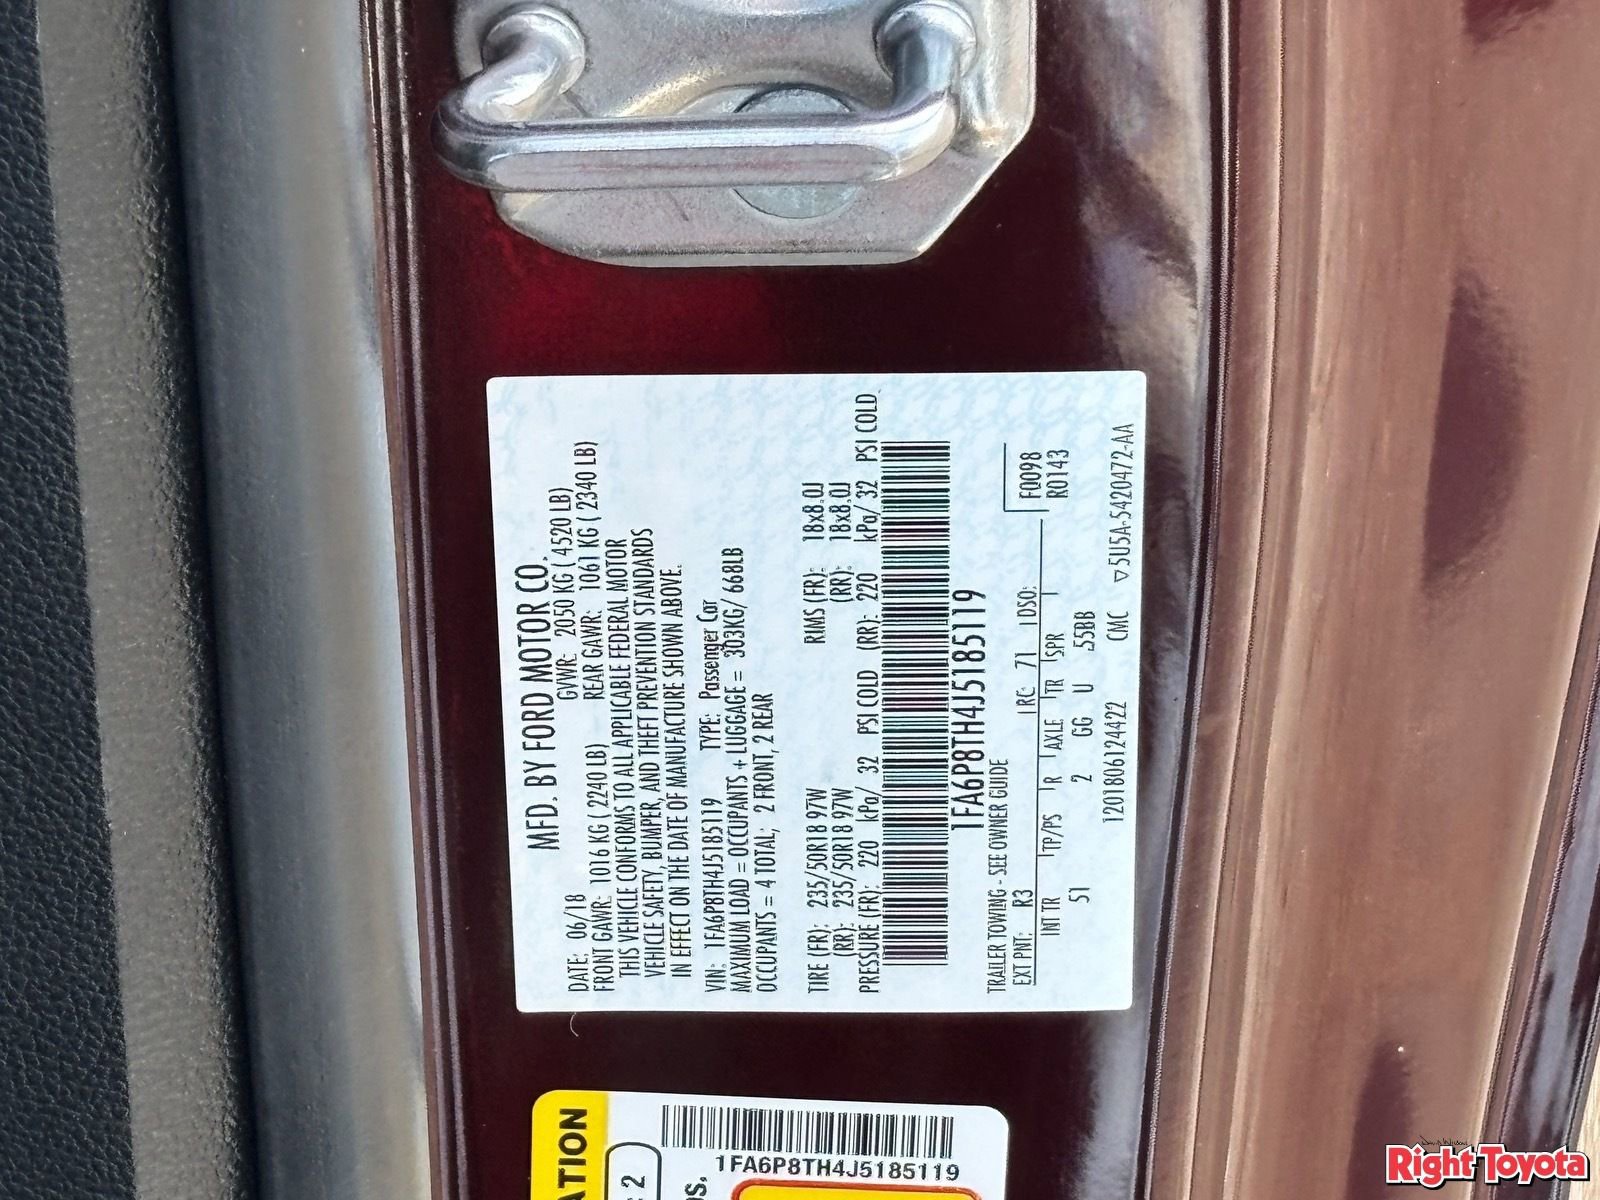 MFD. BY FORD MOTOR CO.
DATE: 06/18 GVWR: 2050 KG ( 4520 LB)
FRONT GAWR: 1016 KG ( 2240 LB) REAR GAWR: 1061 KG ( 2340 LB)
THIS VEHICLE CONFORMS TO ALL APPLICABLE FEDERAL MOTOR
VEHICLE SAFETY, BUMPER, AND THEFT PREVENTION STANDARDS
IN EFFECT ON THE DATE OF MANUFACTURE SHOWN ABOVE.
VIN: 1FA6P8TH4J5185119 TYPE: Passenger Car
MAXIMUM LOAD = OCCUPANTS + LUGGAGE = 303KG/ 668LB
OCCUPANTS = 4 TOTAL; 2 FRONT, 2 REAR
TIRE (FR): 235/50R18 97W RIMS (FR): 18x8.0J
(RR): 235/50R18 97W (RR): 18x8.0J
PRESSURE (FR): 220 kPa/ 32 PSI COLD (RR): 220 kPa/ 32 PSI COLD
1FA6P8TH4J5185119
TRAILER TOWING - SEE OWNER GUIDE
EXT PNT: R3 RC: 71 DSO: F0098
R0143
INT TR TP/PS R AXLE TR SPR
51 2 GG U 55BB
1201806124422 CMC ▽5U5A-5420472-AA
ATION
2
1FA6P8TH4J5185119
Right Toyota